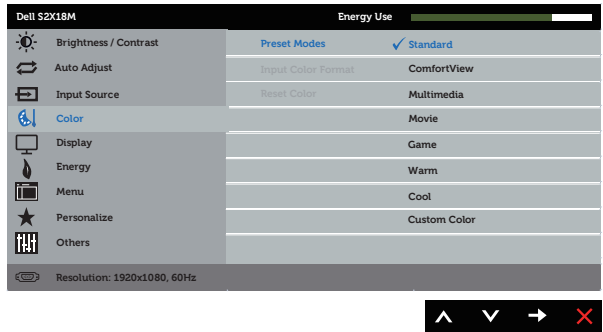 Dell S2X18M Energy Use
Brightness / Contrast Preset Modes Standard
Auto Adjust Input Color Format ComfortView
Input Source Reset Color Multimedia
Color Movie
Display Game
Energy Warm
Menu Cool
Personalize Custom Color
Others
Resolution: 1920x1080, 60Hz